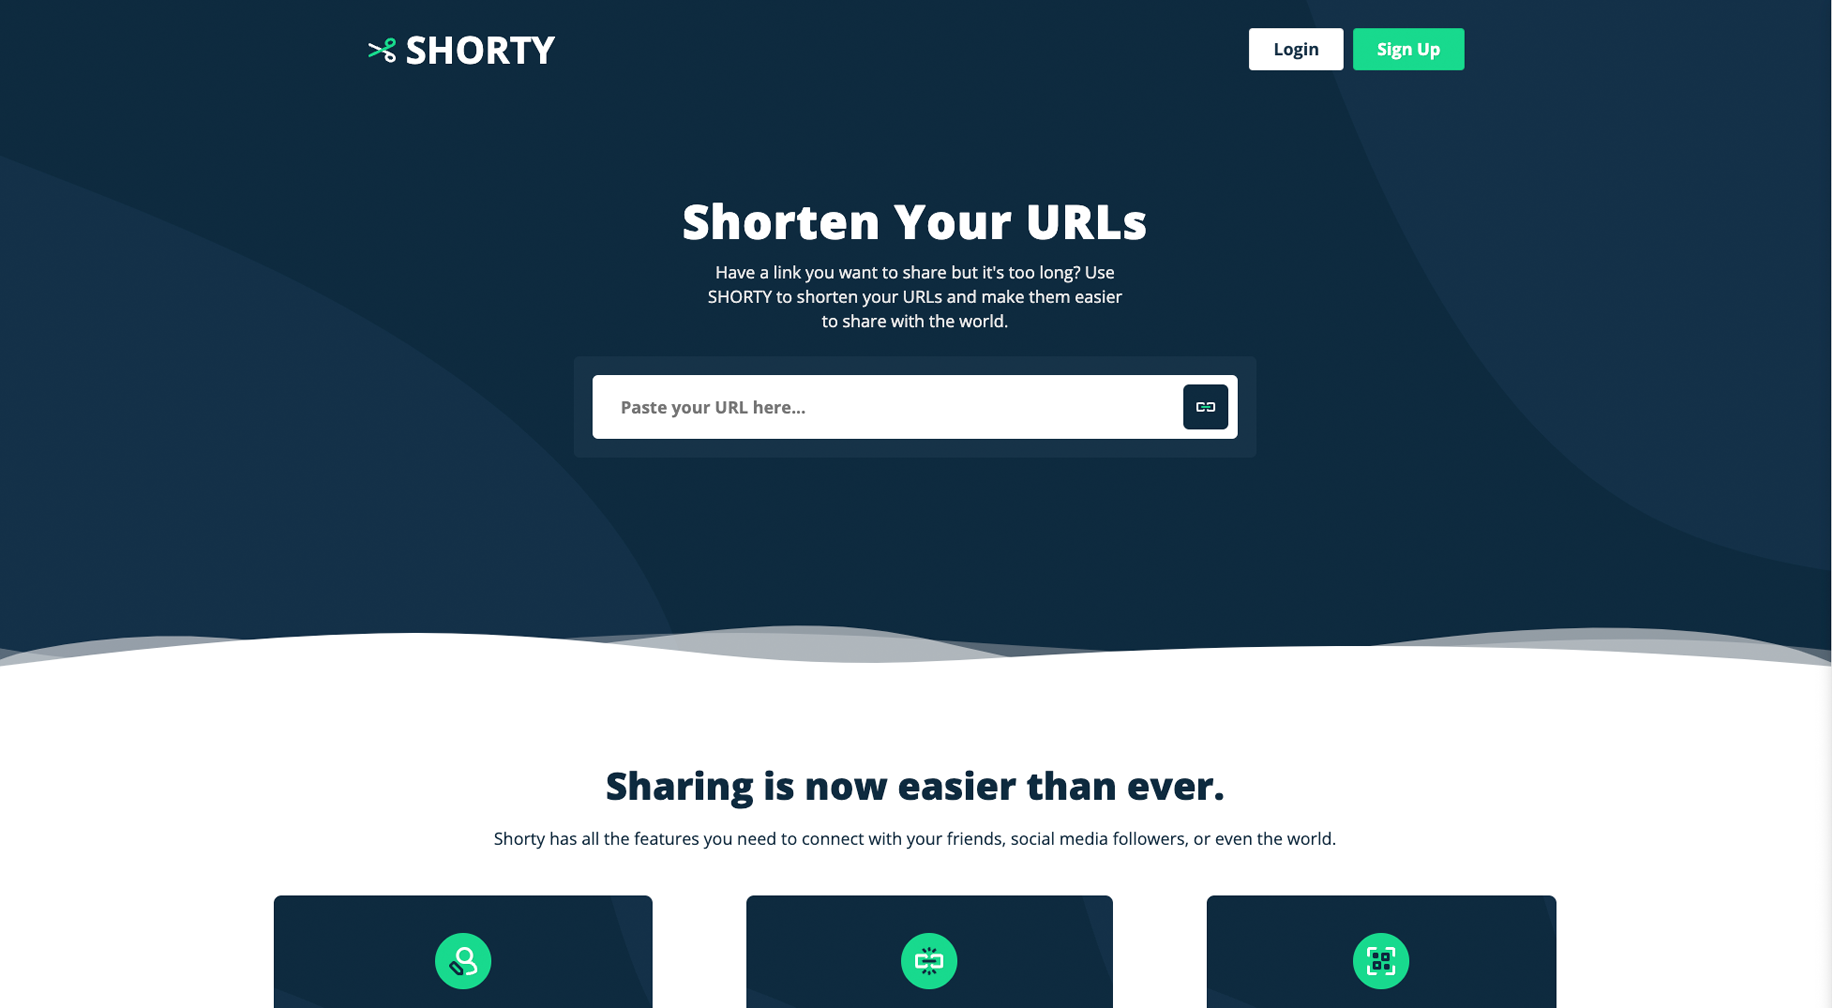 SHORTY
Login
Sign Up
Shorten Your URLs
Have a link you want to share but it's too long? Use
SHORTY to shorten your URLs and make them easier
to share with the world.
Paste your URL here...
Sharing is now easier than ever.
Shorty has all the features you need to connect with your friends, social media followers, or even the world.